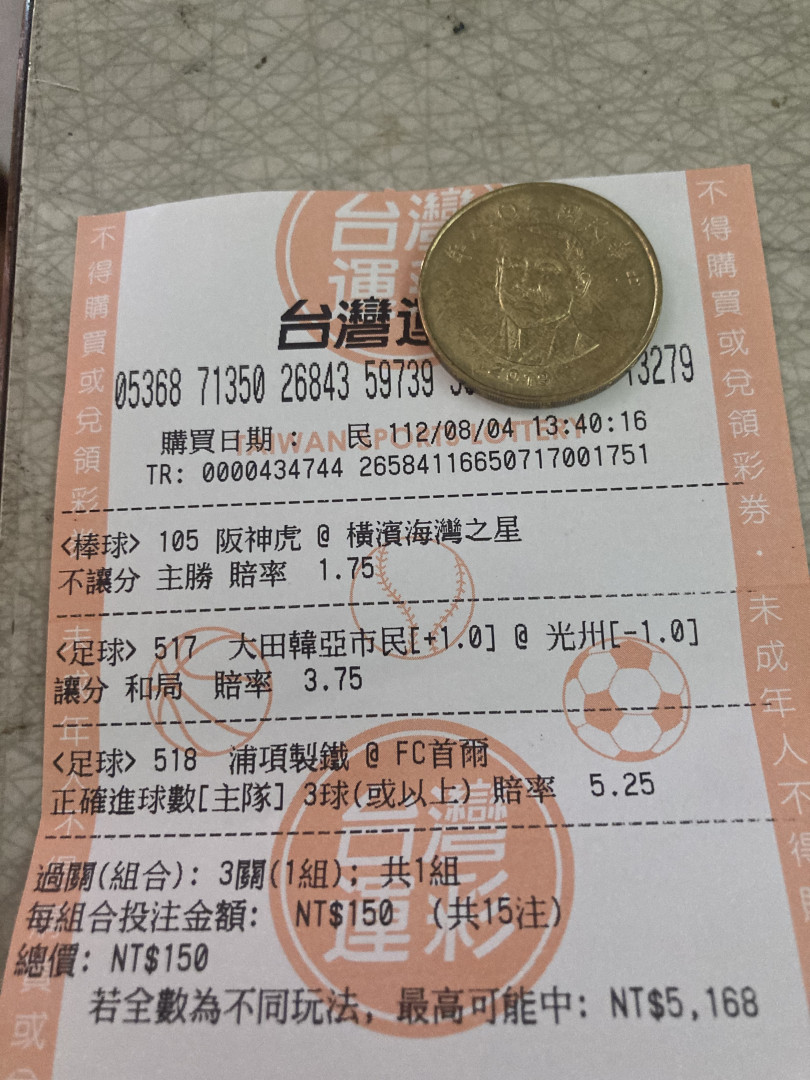 台灣
運
台灣運
05368 71350 26843 59739
3279
購買日期: 民 112/08/04 13:40:16
TAIWAN SPORTS LOTTERY
TR: 0000434744 265841166507170017​51
<棒球> 105 阪神虎 @ 橫濱海灣之星
不讓分 主勝 賠率 1.75
<足球> 517 大田韓亞市民[+1.0] @ 光州[-1.0]
讓分 和局 賠率 3.75
<足球> 518 浦項製鐵 @ FC首爾
正確進球數[主隊] 3球(或以上) 賠率 5.25
台灣
運彩
過關(組合): 3關(1組); 共1組
每組合投注金額: NT$150 (共15注)
總價: NT$150
若全數為不同玩法, 最高可能中: NT$5,168
不得購買或兌領彩
不得購買或兌領彩券.未成年人不得